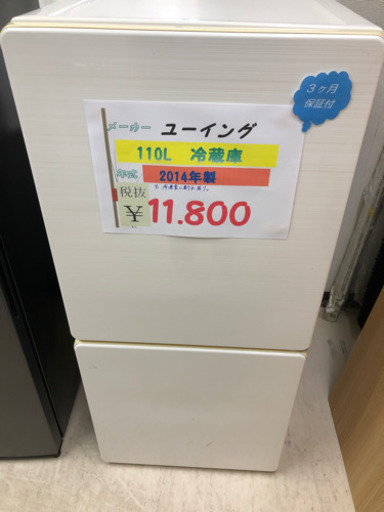 3ヶ月
保証付
メーカー ユーイング
110L 冷蔵庫
年式 2014年製
税抜
¥11.800